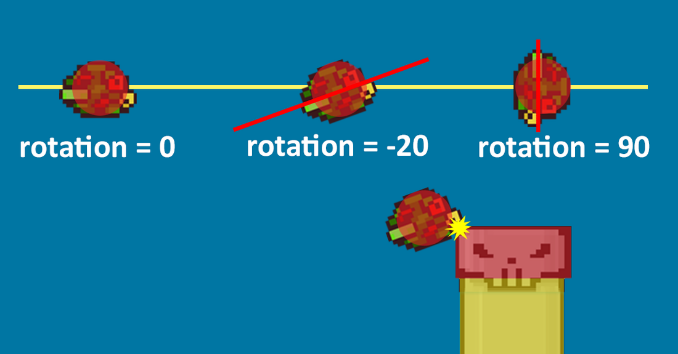 rotation = 0
rotation = -20
rotation = 90